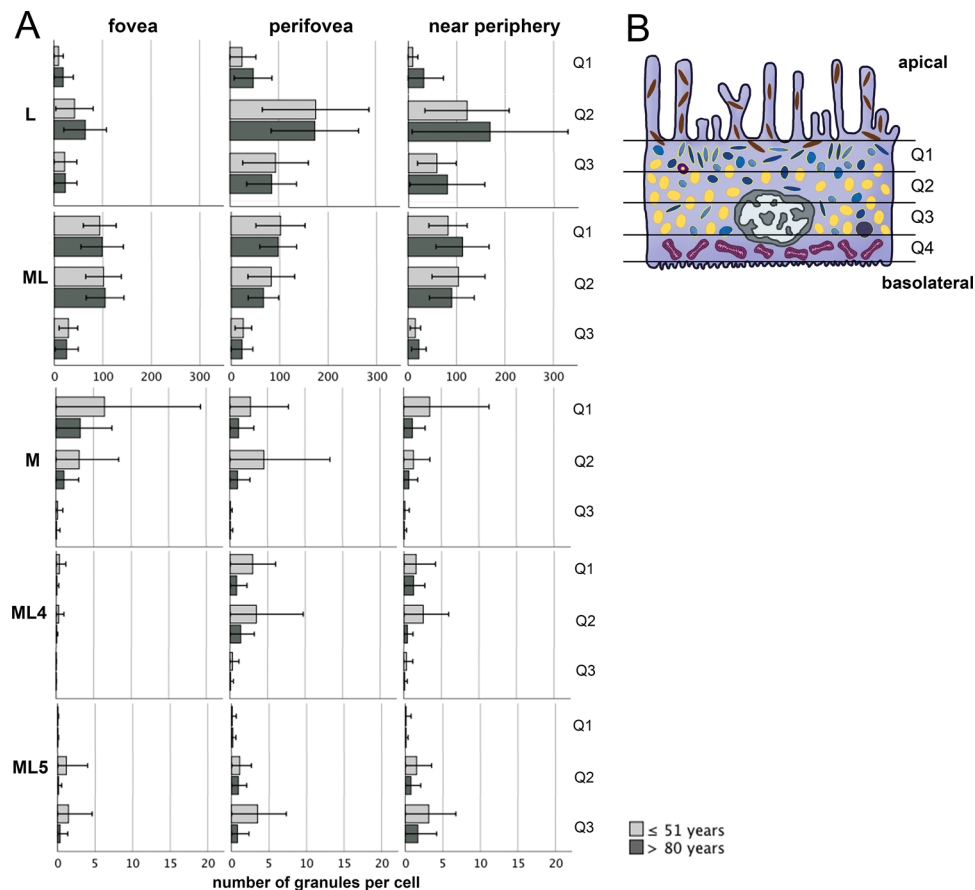 A
B
fovea
perifovea
near periphery
L
Q1
Q2
Q3
ML
Q1
Q2
Q3
0 100 200 300 0 100 200 300 0 100 200 300
M
Q1
Q2
Q3
ML4
Q1
Q2
Q3
ML5
Q1
Q2
Q3
0 5 10 15 20 0 5 10 15 20 0 5 10 15 20
number of granules per cell
apical
Q1
Q2
Q3
Q4
basolateral
≤ 51 years
> 80 years